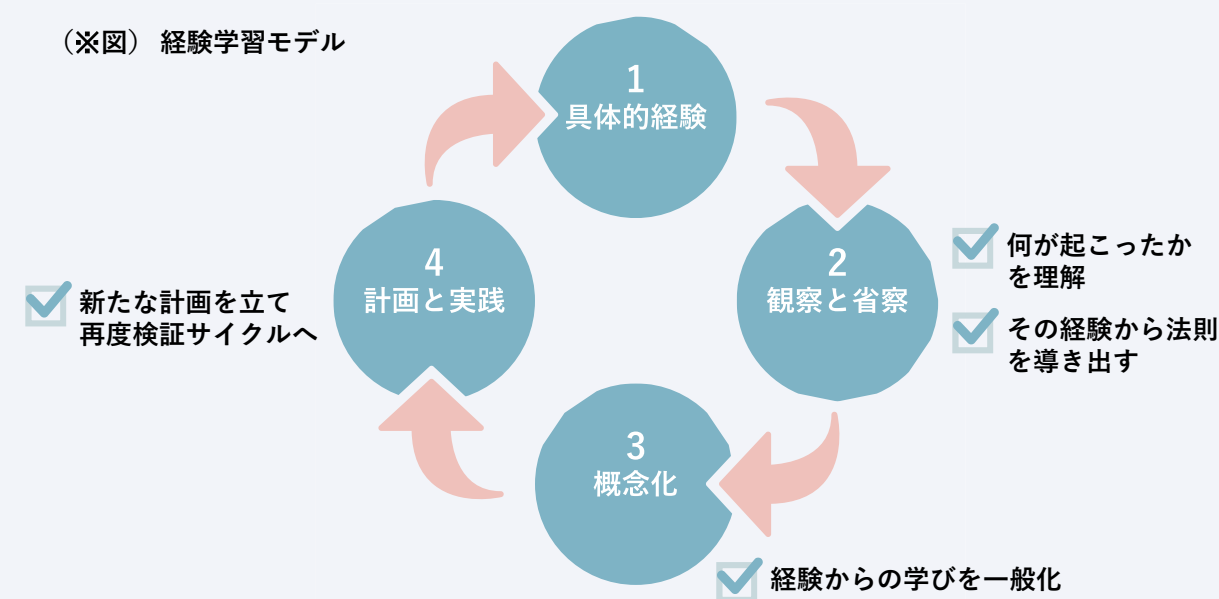 （※図） 経験学習モデル
1
具体的経験
2
観察と省察
何が起こったか
を理解
その経験から法則
を導き出す
3
概念化
経験からの学びを一般化
4
計画と実践
新たな計画を立て
再度検証サイクルへ